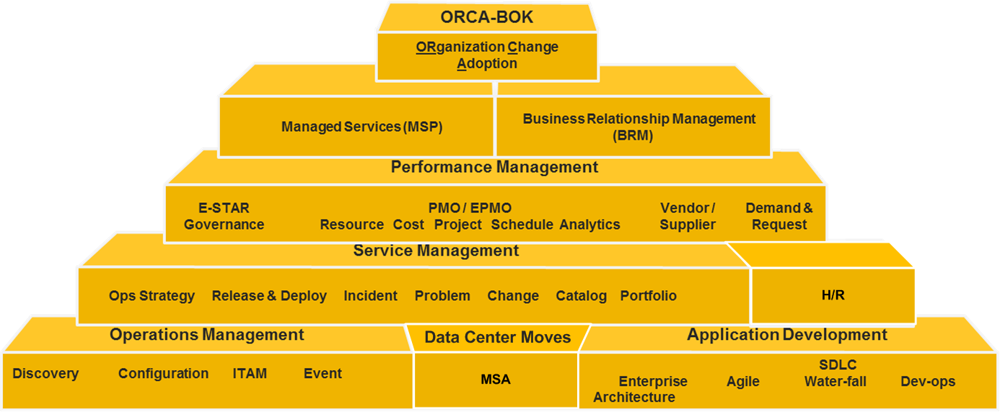 ORCA-BOK
ORganization Change
Adoption
Managed Services (MSP)
Business Relationship Management
(BRM)
Performance Management
E-STAR
Governance
PMO / EPMO
Resource Cost Project Schedule Analytics
Vendor /
Supplier
Demand &
Request
Service Management
Ops Strategy Release & Deploy Incident Problem Change Catalog Portfolio
H/R
Operations Management
Discovery Configuration ITAM Event
Data Center Moves
MSA
Application Development
Enterprise
Architecture
Agile
SDLC
Water-fall
Dev-ops